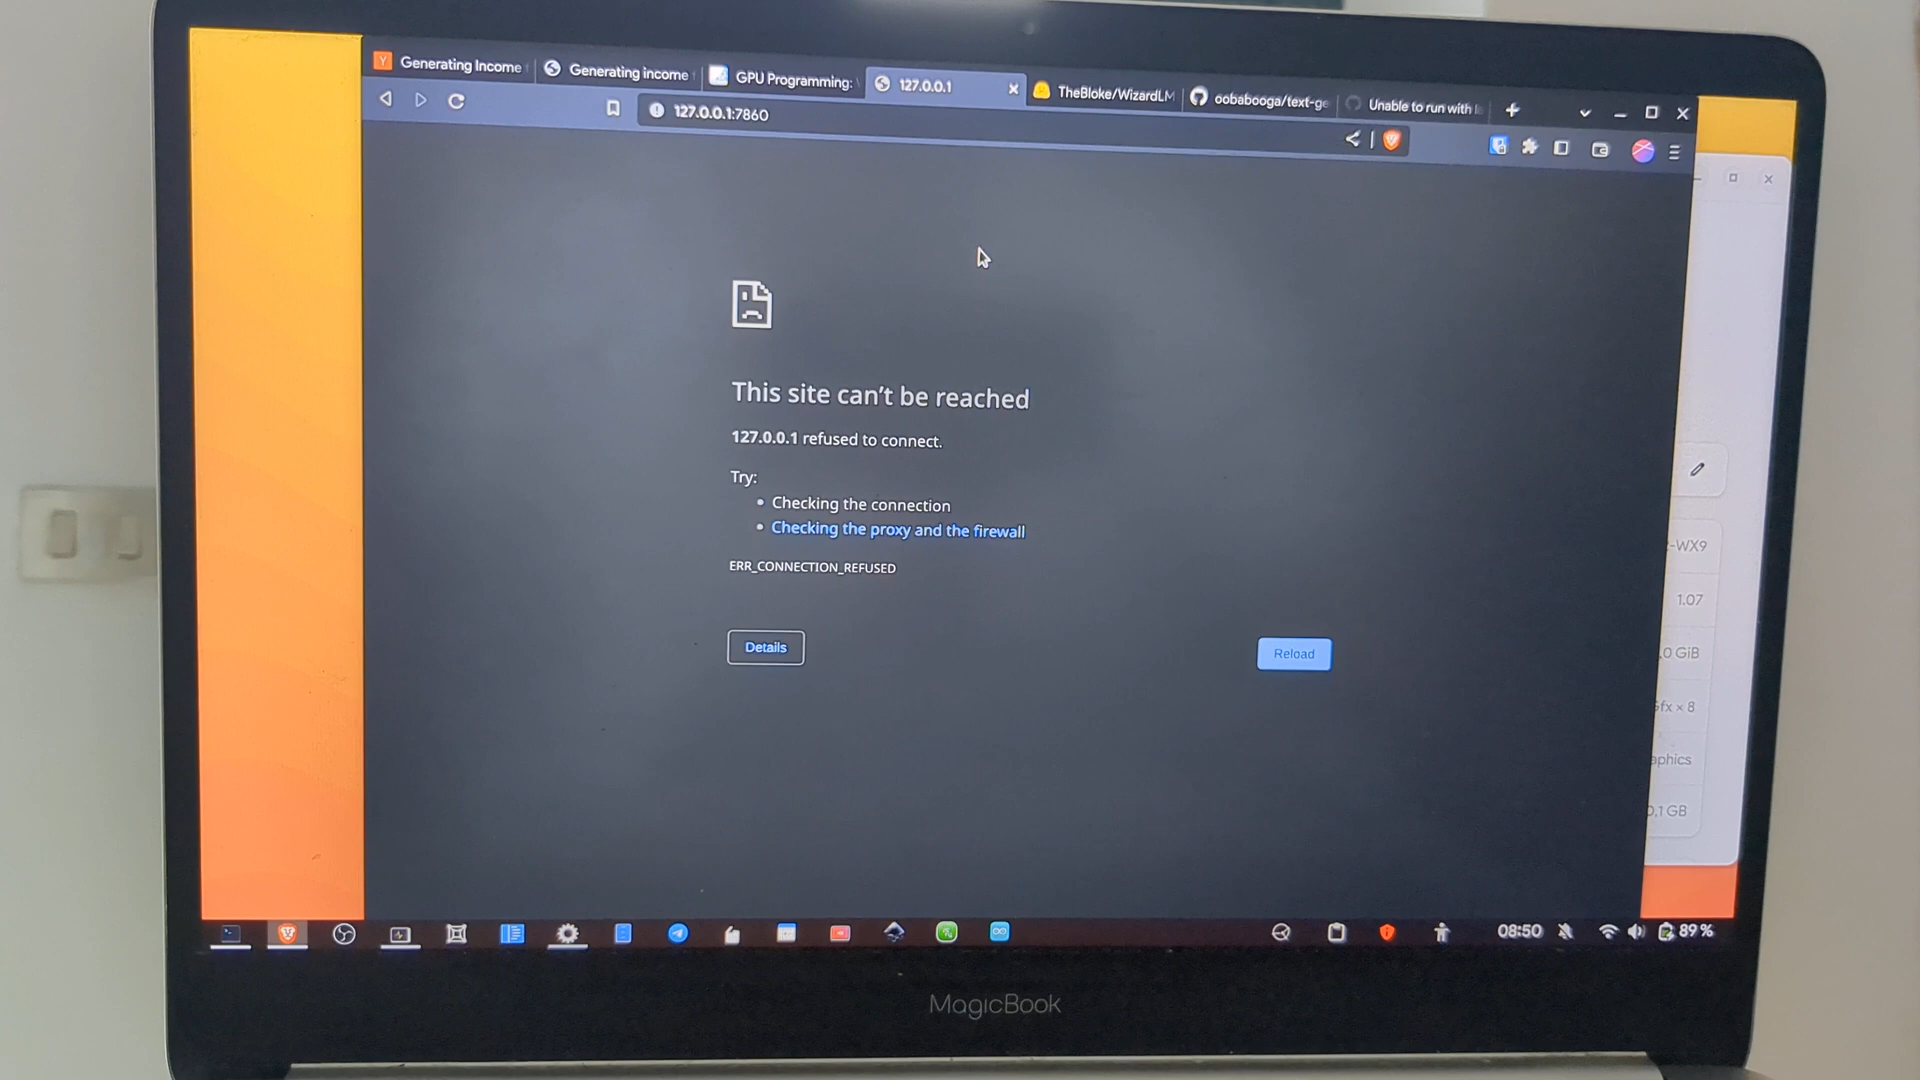 Generating Income
Generating income
GPU Programming:
127.0.0.1
TheBloke/WizardLM
oobabooga/text-ge
Unable to run with
127.0.0.1:7860
This site can't be reached
127.0.0.1 refused to connect.
Try:
Checking the connection
Checking the proxy and the firewall
ERR_CONNECTION_REFUSED
Details
Reload
-WX9
1.07
.0 GiB
Gfx × 8
aphics
0,1 GB
08:50
89 %
MagicBook